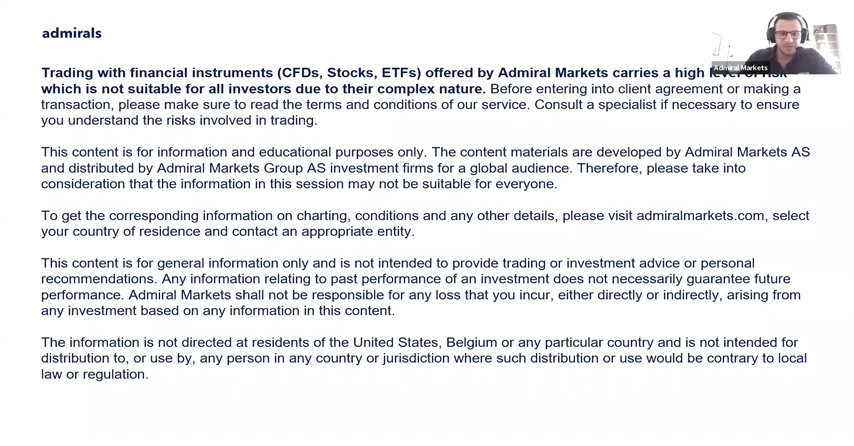 admirals
Admiral Markets
Trading with financial instruments (CFDs, Stocks, ETFs) offered by Admiral Markets carries a high level of risk
which is not suitable for all investors due to their complex nature. Before entering into client agreement or making a
transaction, please make sure to read the terms and conditions of our service. Consult a specialist if necessary to ensure
you understand the risks involved in trading.
This content is for information and educational purposes only. The content materials are developed by Admiral Markets AS
and distributed by Admiral Markets Group AS investment firms for a global audience. Therefore, please take into
consideration that the information in this session may not be suitable for everyone.
To get the corresponding information on charting, conditions and any other details, please visit admiralmarkets.com, select
your country of residence and contact an appropriate entity.
This content is for general information only and is not intended to provide trading or investment advice or personal
recommendations. Any information relating to past performance of an investment does not necessarily guarantee future
performance. Admiral Markets shall not be responsible for any loss that you incur, either directly or indirectly, arising from
any investment based on any information in this content.
The information is not directed at residents of the United States, Belgium or any particular country and is not intended for
distribution to, or use by, any person in any country or jurisdiction where such distribution or use would be contrary to local
law or regulation.